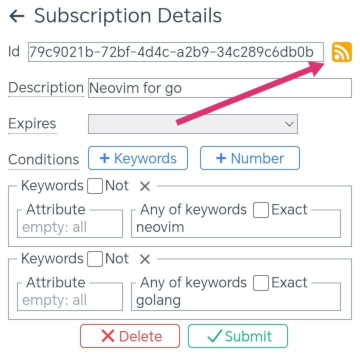 ← Subscription Details
Id 79c9021b-72bf-4d4c-a2b9-34c289c6db0b
Description Neovim for go
Expires
Conditions + Keywords + Number
Keywords Not ×
Attribute Any of keywords Exact
empty: all neovim
Keywords Not ×
Attribute Any of keywords Exact
empty: all golang
× Delete ✓ Submit